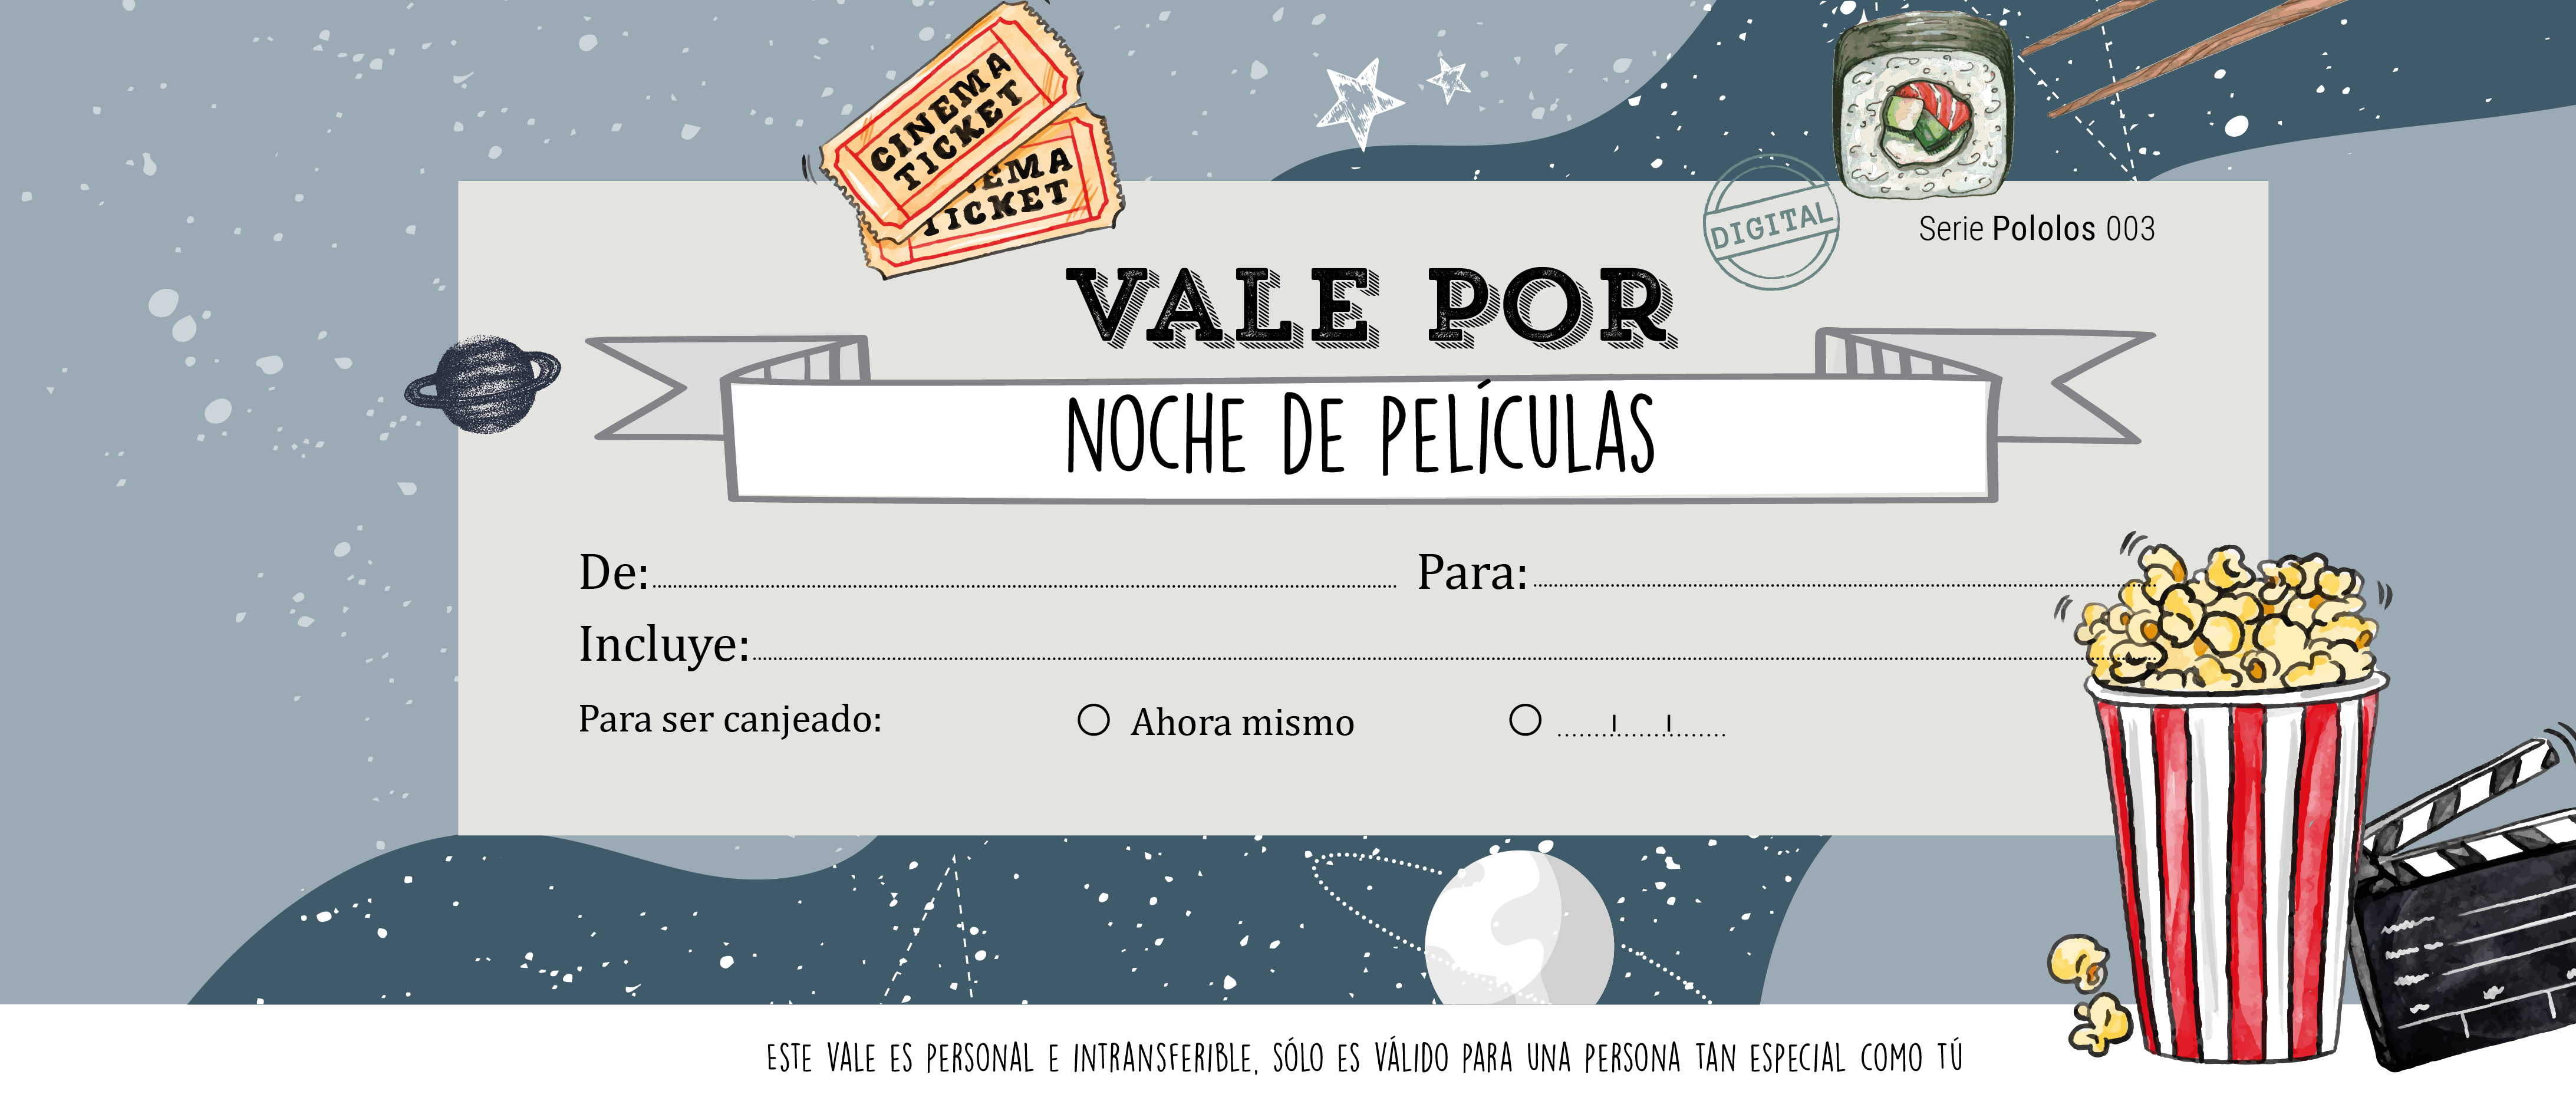 CINEMA
TICKET
EMA
TICKET
DIGITAL
Serie Pololos 003
VALE POR
NOCHE DE PELÍCULAS
De: Para:
Incluye:
Para ser canjeado: Ahora mismo
ESTE VALE ES PERSONAL E INTRANSFERIBLE, SÓLO ES VÁLIDO PARA UNA PERSONA TAN ESPECIAL COMO TÚ